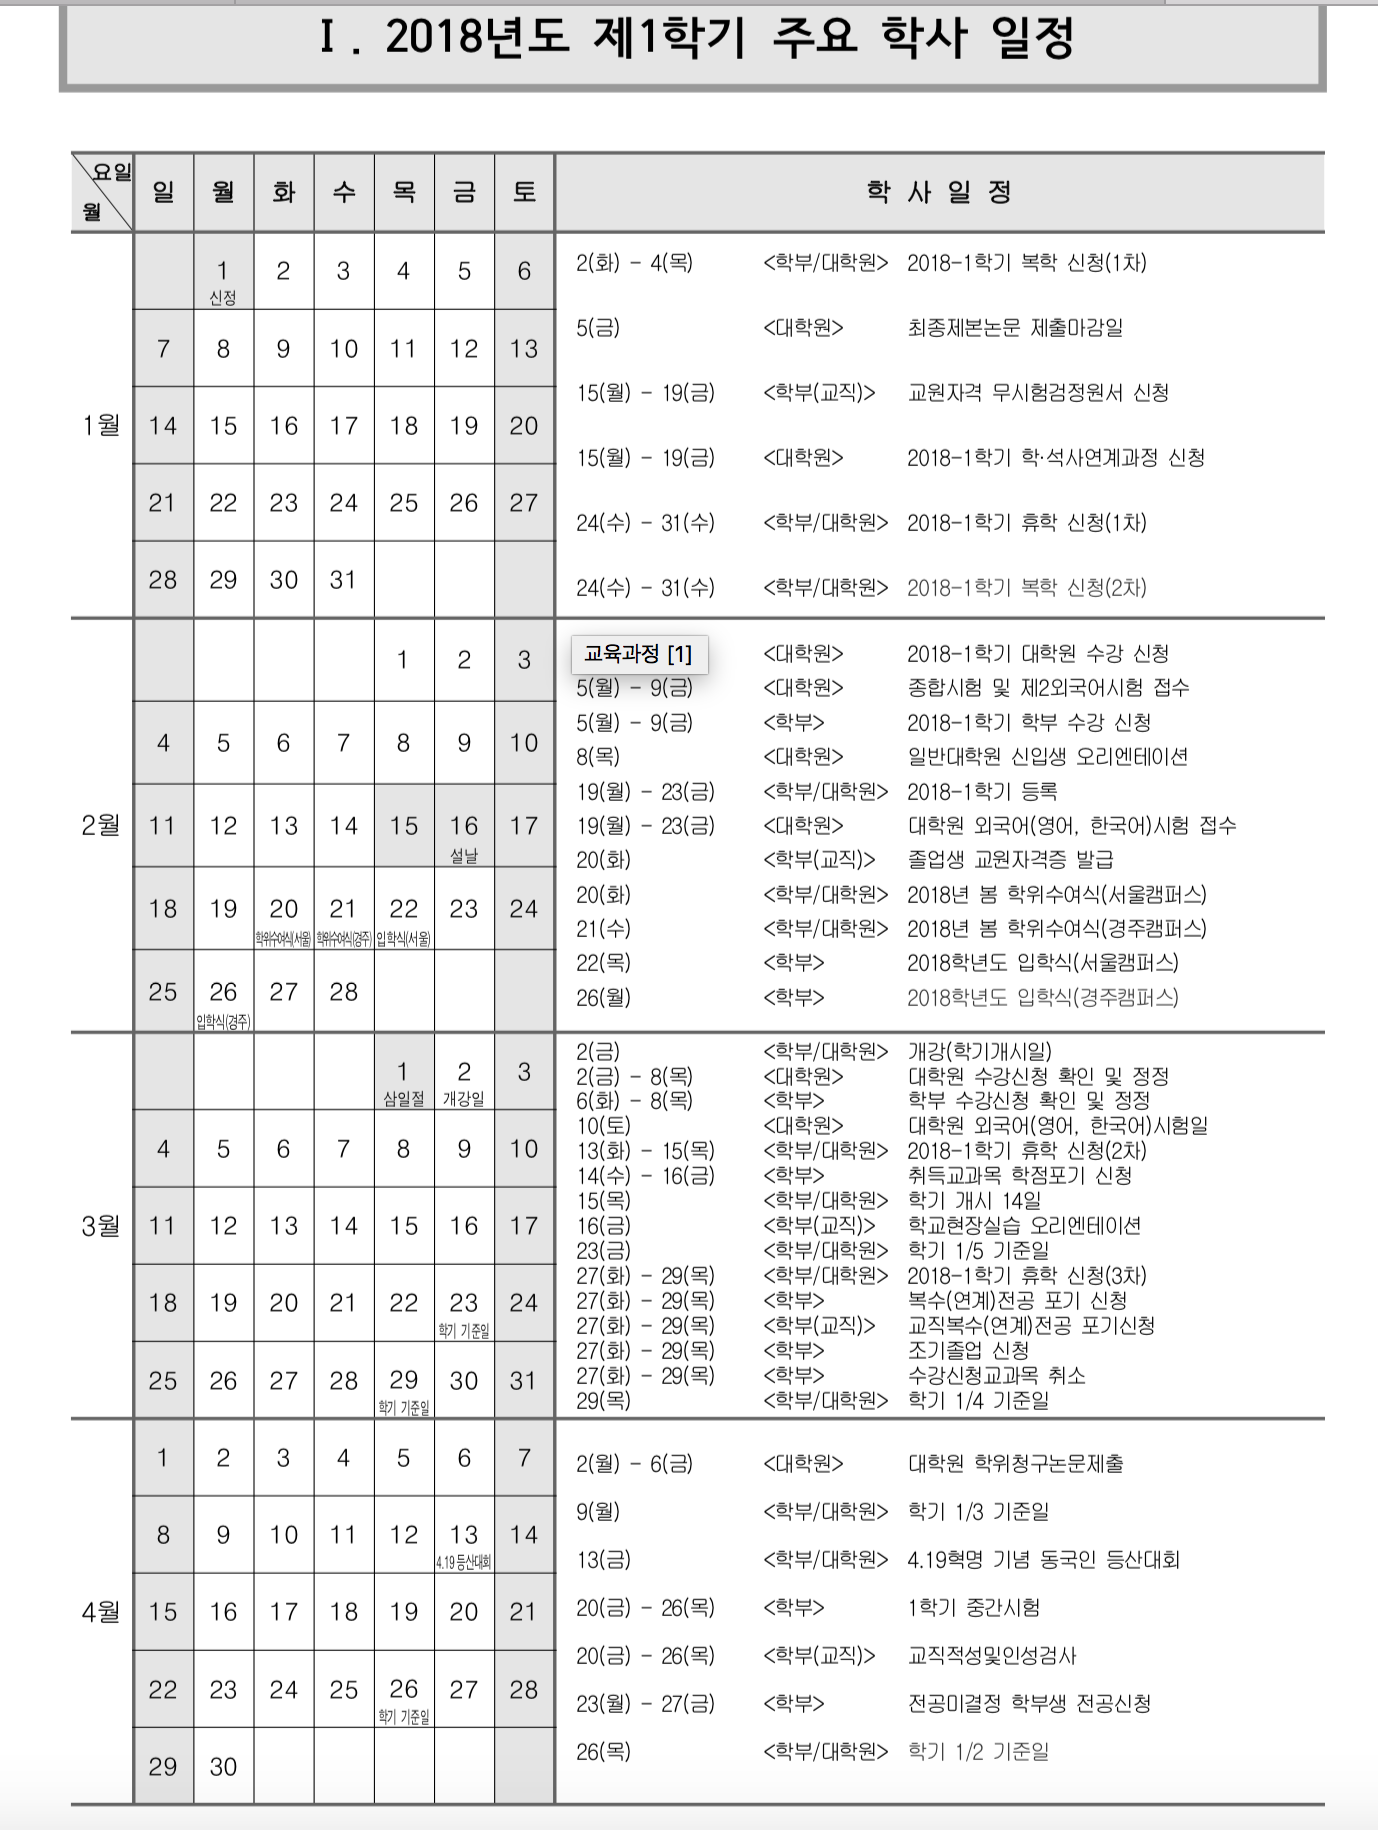 Ⅰ. 2018년도 제1학기 주요 학사 일정
요일
월
일 월 화 수 목 금 토 학 사 일 정
1월
1 2 3 4 5 6
신정
7 8 9 10 11 12 13
14 15 16 17 18 19 20
21 22 23 24 25 26 27
28 29 30 31
2(화) - 4(목) <학부/대학원> 2018-1학기 복학 신청(1차)
5(금) <대학원> 최종제본논문 제출마감일
15(월) - 19(금) <학부(교직)> 교원자격 무시험검정원서 신청
15(월) - 19(금) <대학원> 2018-1학기 학·석사연계과정 신청
24(수) - 31(수) <학부/대학원> 2018-1학기 휴학 신청(1차)
24(수) - 31(수) <학부/대학원> 2018-1학기 복학 신청(2차)
2월
1 2 3
4 5 6 7 8 9 10
11 12 13 14 15 16 17
설날
18 19 20 21 22 23 24
학위수여식(서울) 학위수여식(경주) 입학식(서울)
25 26 27 28
입학식(경주)
교육과정 [1] <대학원> 2018-1학기 대학원 수강 신청
5(월) - 9(금) <대학원> 종합시험 및 제2외국어시험 접수
5(월) - 9(금) <학부> 2018-1학기 학부 수강 신청
8(목) <대학원> 일반대학원 신입생 오리엔테이션
19(월) - 23(금) <학부/대학원> 2018-1학기 등록
19(월) - 23(금) <대학원> 대학원 외국어(영어, 한국어)시험 접수
20(화) <학부(교직)> 졸업생 교원자격증 발급
20(화) <학부/대학원> 2018년 봄 학위수여식(서울캠퍼스)
21(수) <학부/대학원> 2018년 봄 학위수여식(경주캠퍼스)
22(목) <학부> 2018학년도 입학식(서울캠퍼스)
26(월) <학부> 2018학년도 입학식(경주캠퍼스)
3월
1 2 3
삼일절 개강일
4 5 6 7 8 9 10
11 12 13 14 15 16 17
18 19 20 21 22 23 24
학기 기준일
25 26 27 28 29 30 31
학기 기준일
2(금) <학부/대학원> 개강(학기개시일)
2(금) - 8(목) <대학원> 대학원 수강신청 확인 및 정정
6(화) - 8(목) <학부> 학부 수강신청 확인 및 정정
10(토) <대학원> 대학원 외국어(영어, 한국어)시험일
13(화) - 15(목) <학부/대학원> 2018-1학기 휴학 신청(2차)
14(수) - 16(금) <학부> 취득교과목 학점포기 신청
15(목) <학부/대학원> 학기 개시 14일
16(금) <학부(교직)> 학교현장실습 오리엔테이션
23(금) <학부/대학원> 학기 1/5 기준일
27(화) - 29(목) <학부/대학원> 2018-1학기 휴학 신청(3차)
27(화) - 29(목) <학부> 복수(연계)전공 포기 신청
27(화) - 29(목) <학부(교직)> 교직복수(연계)전공 포기신청
27(화) - 29(목) <학부> 조기졸업 신청
27(화) - 29(목) <학부> 수강신청교과목 취소
29(목) <학부/대학원> 학기 1/4 기준일
4월
1 2 3 4 5 6 7
8 9 10 11 12 13 14
4.19 등산대회
15 16 17 18 19 20 21
22 23 24 25 26 27 28
학기 기준일
29 30
2(월) - 6(금) <대학원> 대학원 학위청구논문제출
9(월) <학부/대학원> 학기 1/3 기준일
13(금) <학부/대학원> 4.19혁명 기념 동국인 등산대회
20(금) - 26(목) <학부> 1학기 중간시험
20(금) - 26(목) <학부(교직)> 교직적성및인성검사
23(월) - 27(금) <학부> 전공미결정 학부생 전공신청
26(목) <학부/대학원> 학기 1/2 기준일